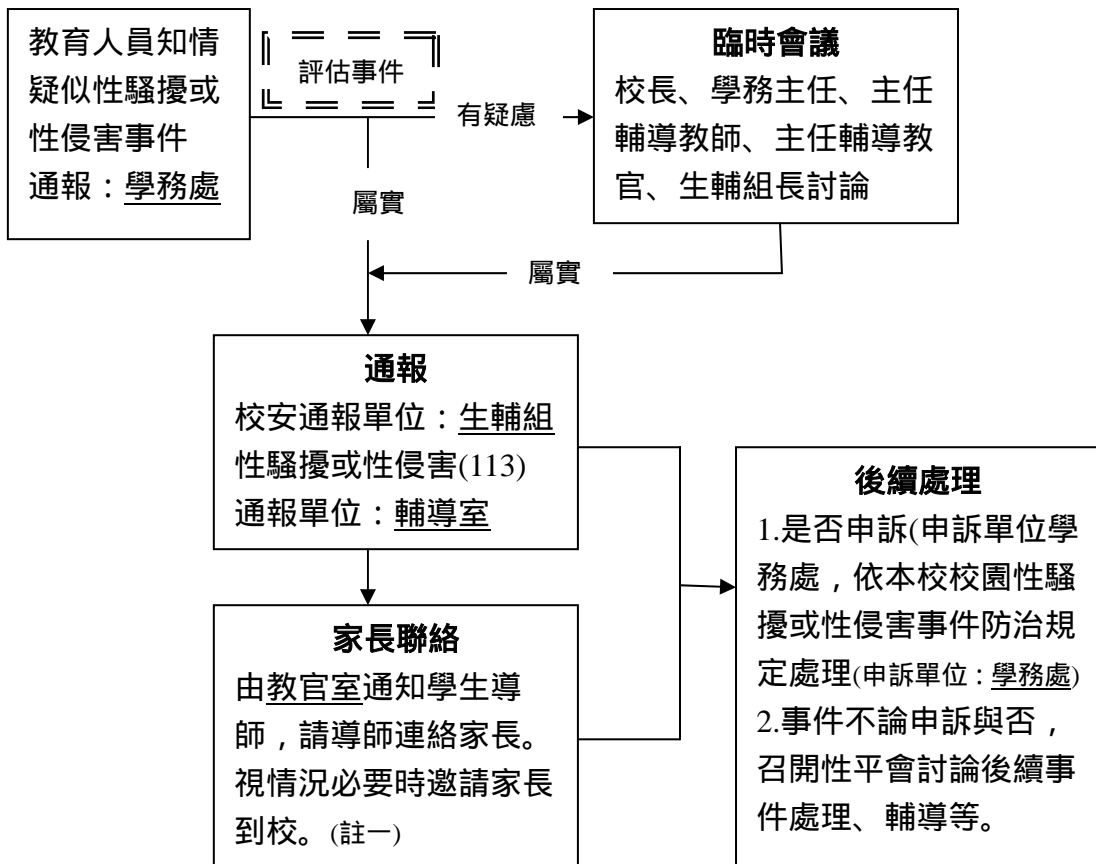 教育人員知情
疑似性騷擾或
性侵害事件
通報：學務處
評估事件
有疑慮
臨時會議
校長、學務主任、主任
輔導教師、主任輔導教
官、生輔組長討論
屬實
屬實
通報
校安通報單位：生輔組
性騷擾或性侵害(113)
通報單位：輔導室
家長聯絡
由教官室通知學生導
師，請導師連絡家長。
視情況必要時邀請家長
到校。(註一)
後續處理
1.是否申訴(申訴單位學
務處，依本校校園性騷
擾或性侵害事件防治規
定處理(申訴單位：學務處)
2.事件不論申訴與否，
召開性平會討論後續事
件處理、輔導等。